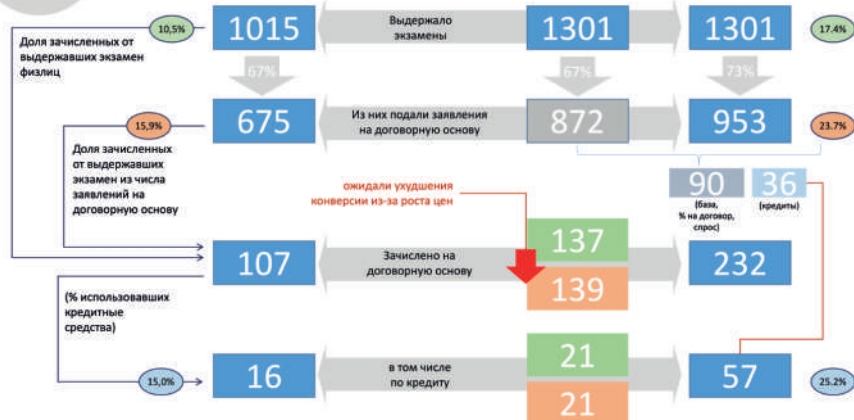 10,5%
1015
Выдержало
экзамены
1301
1301
17.4%
Доля зачисленных от
выдержавших экзамен
физлиц
67%
67%
73%
15,9%
675
Из них подали заявления
на договорную основу
872
953
23.7%
Доля зачисленных
от выдержавших
экзамен из числа
заявлений на
договорную основу
ожидали ухудшения
конверсии из-за роста цен
90
36
(база,
% на договор,
спрос)
(кредиты)
107
Зачислено на
договорную основу
137
139
232
(% использовавших
кредитные
средства)
15,0%
16
в том числе
по кредиту
21
21
57
25.2%